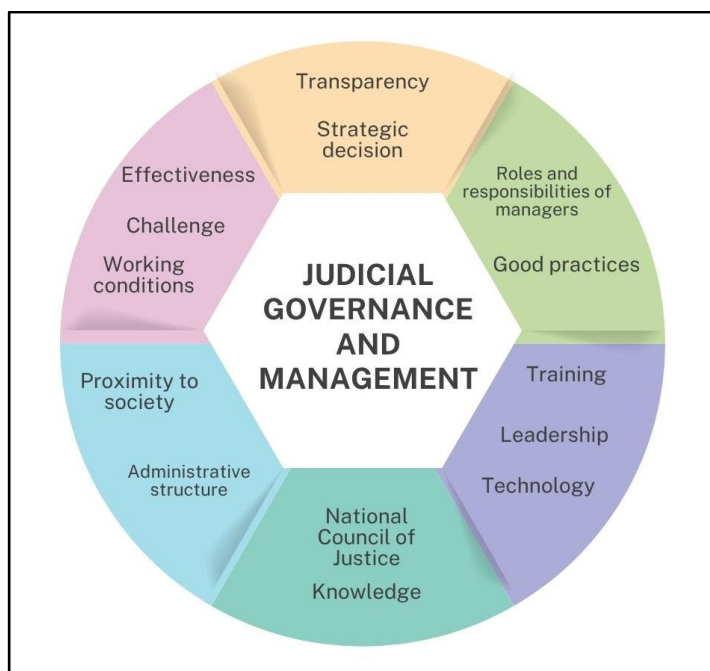 Transparency
Strategic
decision
Roles and
responsibilities of
managers
Good practices
Training
Leadership
Technology
National
Council of
Justice
Knowledge
Administrative
structure
Proximity to
society
Working
conditions
Challenge
Effectiveness
JUDICIAL
GOVERNANCE
AND
MANAGEMENT